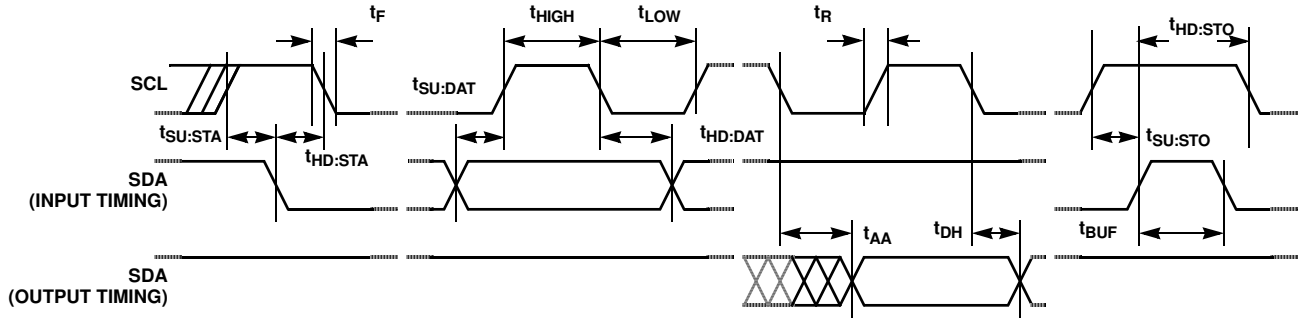 tF
tHIGH
tLOW
tR
tHD:STO
SCL
tSU:DAT
tSU:STA
tHD:STA
tHD:DAT
tSU:STO
SDA
(INPUT TIMING)
tAA
tDH
tBUF
SDA
(OUTPUT TIMING)